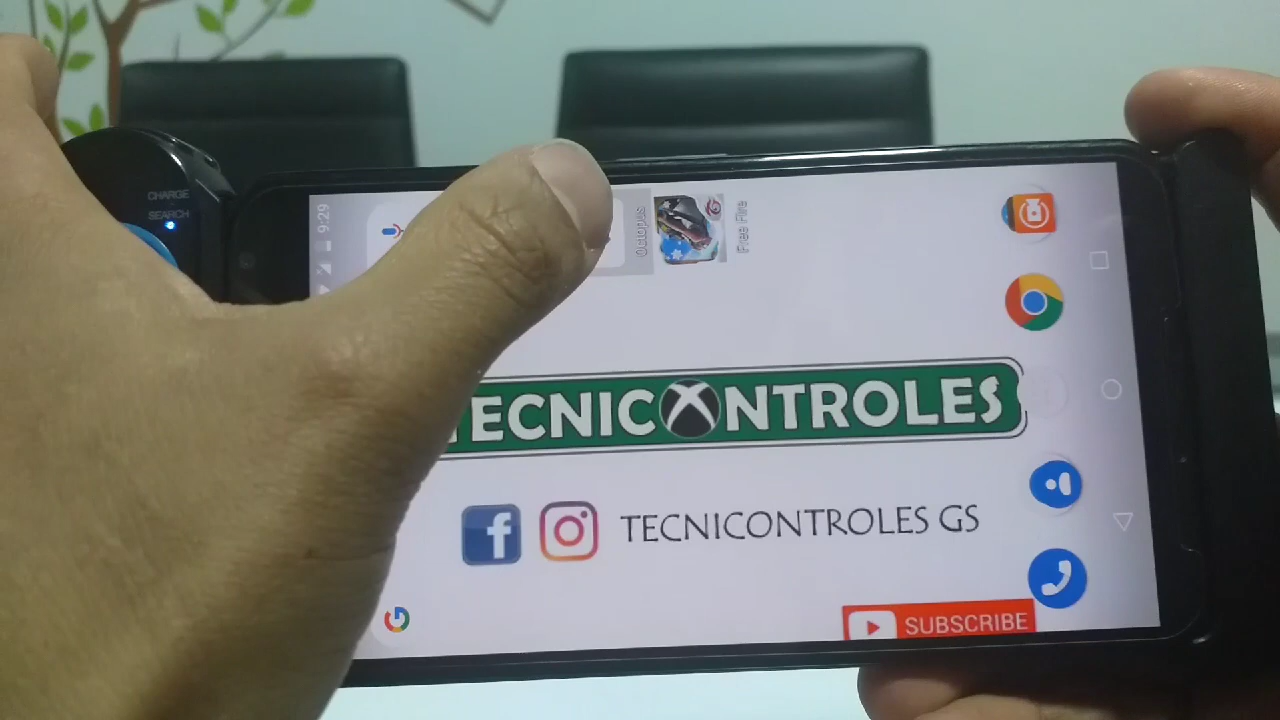 CHARGE
SEARCH
9:29
Octopus
Free Fire
TECNICONTROLES
TECNICONTROLES GS
SUBSCRIBE